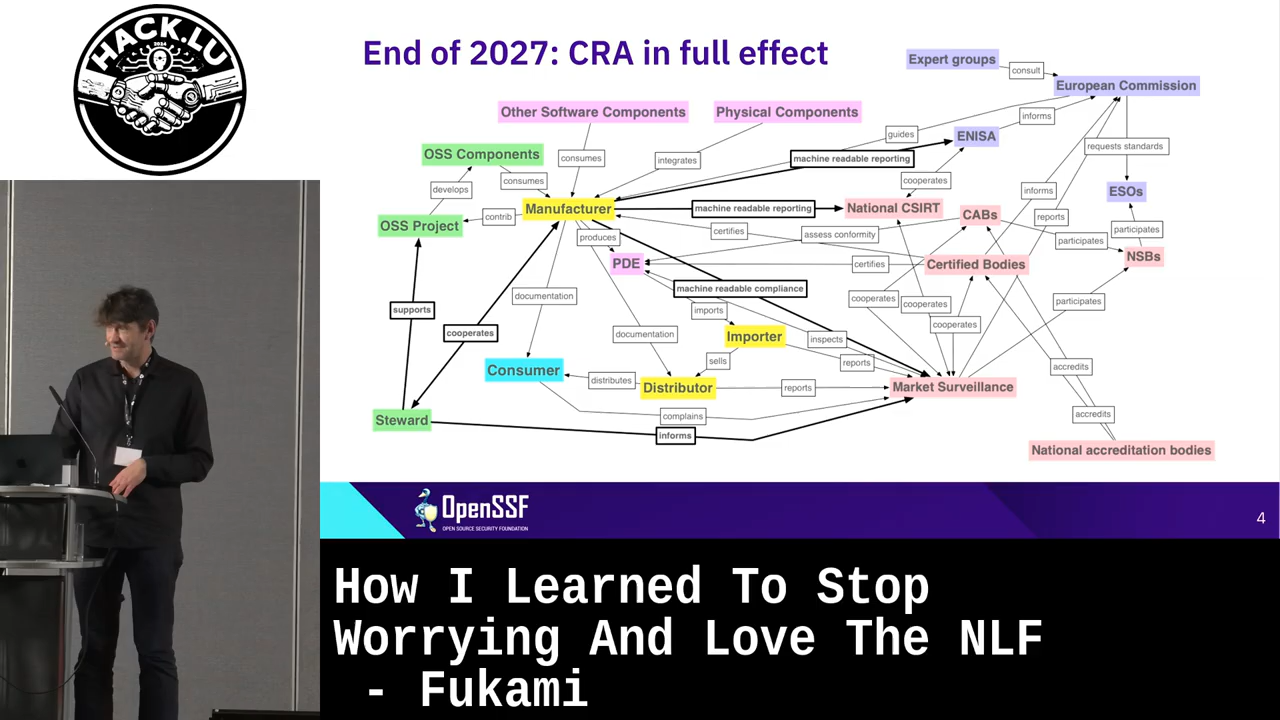 HACK.LU
2024
End of 2027: CRA in full effect
Expert groups
consult
European Commission
Other Software Components
Physical Components
guides
ENISA
informs
requests standards
OSS Components
consumes
integrates
machine readable reporting
develops
consumes
cooperates
informs
ESOs
Manufacturer
machine readable reporting
National CSIRT
CABs
reports
OSS Project
contrib
certifies
assess conformity
participates
participates
produces
PDE
certifies
Certified Bodies
NSBs
machine readable compliance
documentation
cooperates
cooperates
participates
supports
imports
cooperates
cooperates
documentation
Importer
inspects
sells
reports
accredits
Consumer
distributes
Distributor
reports
Market Surveillance
Steward
complains
accredits
informs
National accreditation bodies
OpenSSF
OPEN SOURCE SECURITY FOUNDATION
4
How I Learned To Stop
Worrying And Love The NLF
- Fukami